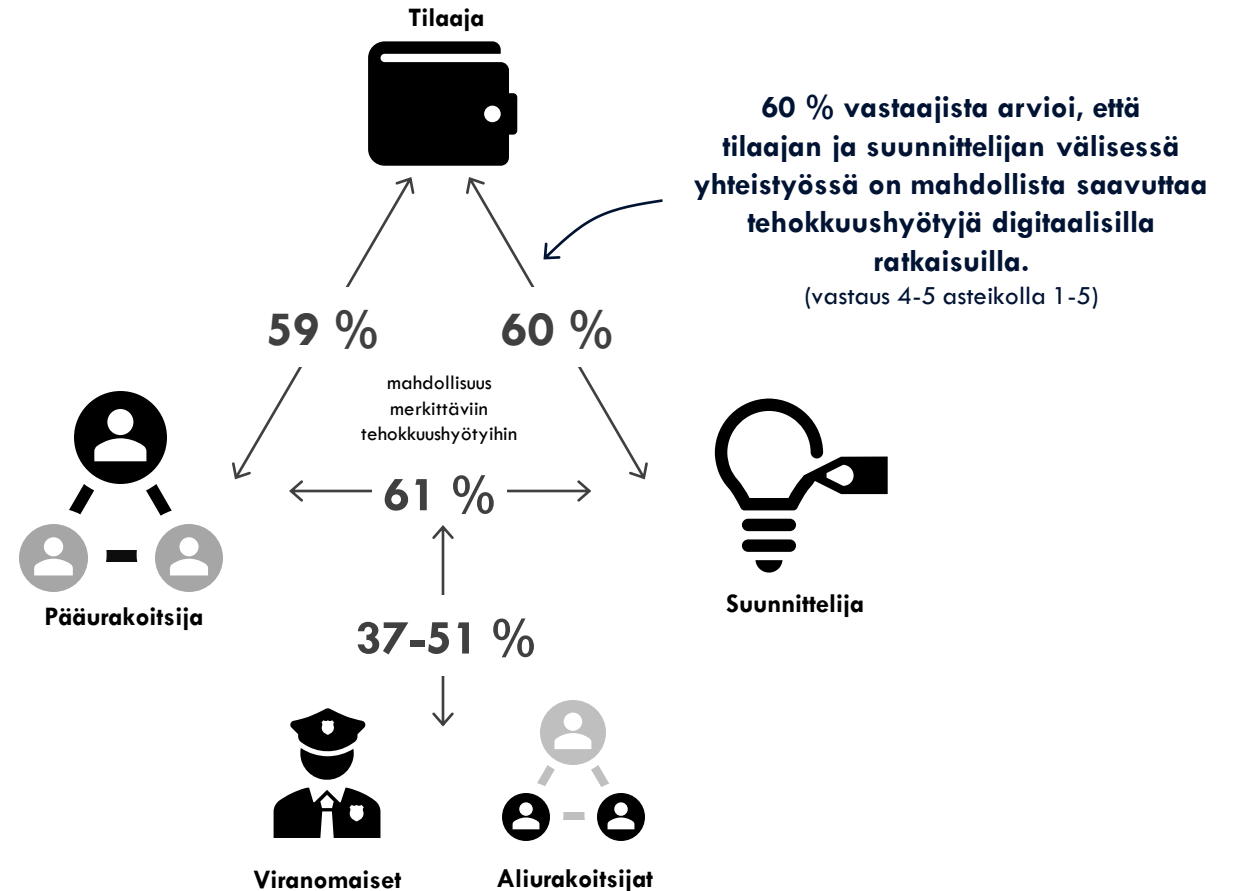 Tilaaja
60 % vastaajista arvioi, että
tilaajan ja suunnittelijan välisessä
yhteistyössä on mahdollista saavuttaa
tehokkuushyötyjä digitaalisilla
ratkaisuilla.
(vastaus 4-5 asteikolla 1-5)
59 %
60 %
mahdollisuus
merkittäviin
tehokkuushyötyihin
61 %
Pääurakoitsija
Suunnittelija
37-51 %
Viranomaiset
Aliurakoitsijat